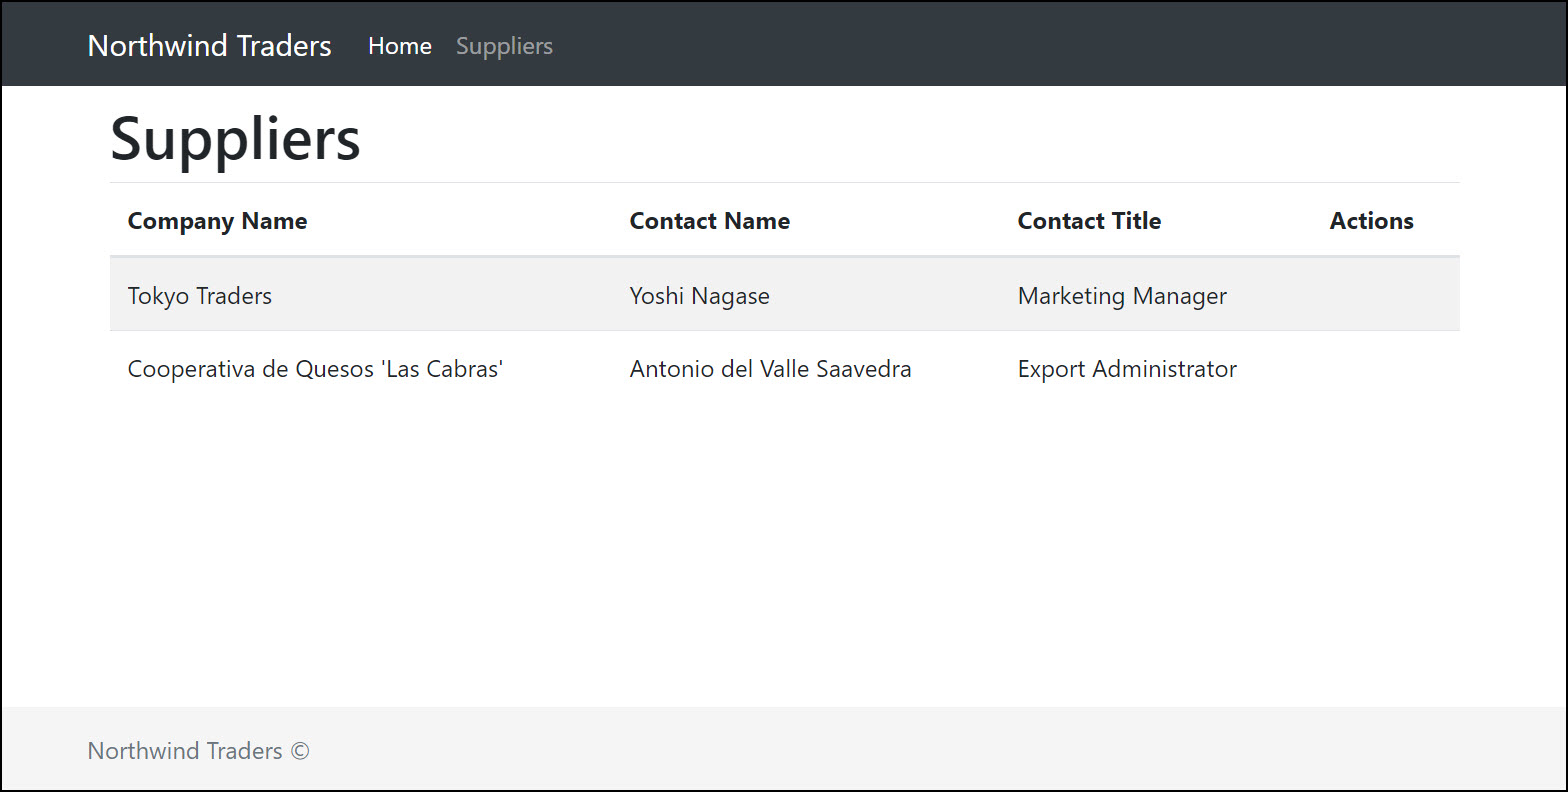 Northwind Traders Home Suppliers
Suppliers
Company Name Contact Name Contact Title Actions
Tokyo Traders Yoshi Nagase Marketing Manager
Cooperativa de Quesos 'Las Cabras' Antonio del Valle Saavedra Export Administrator
Northwind Traders ©